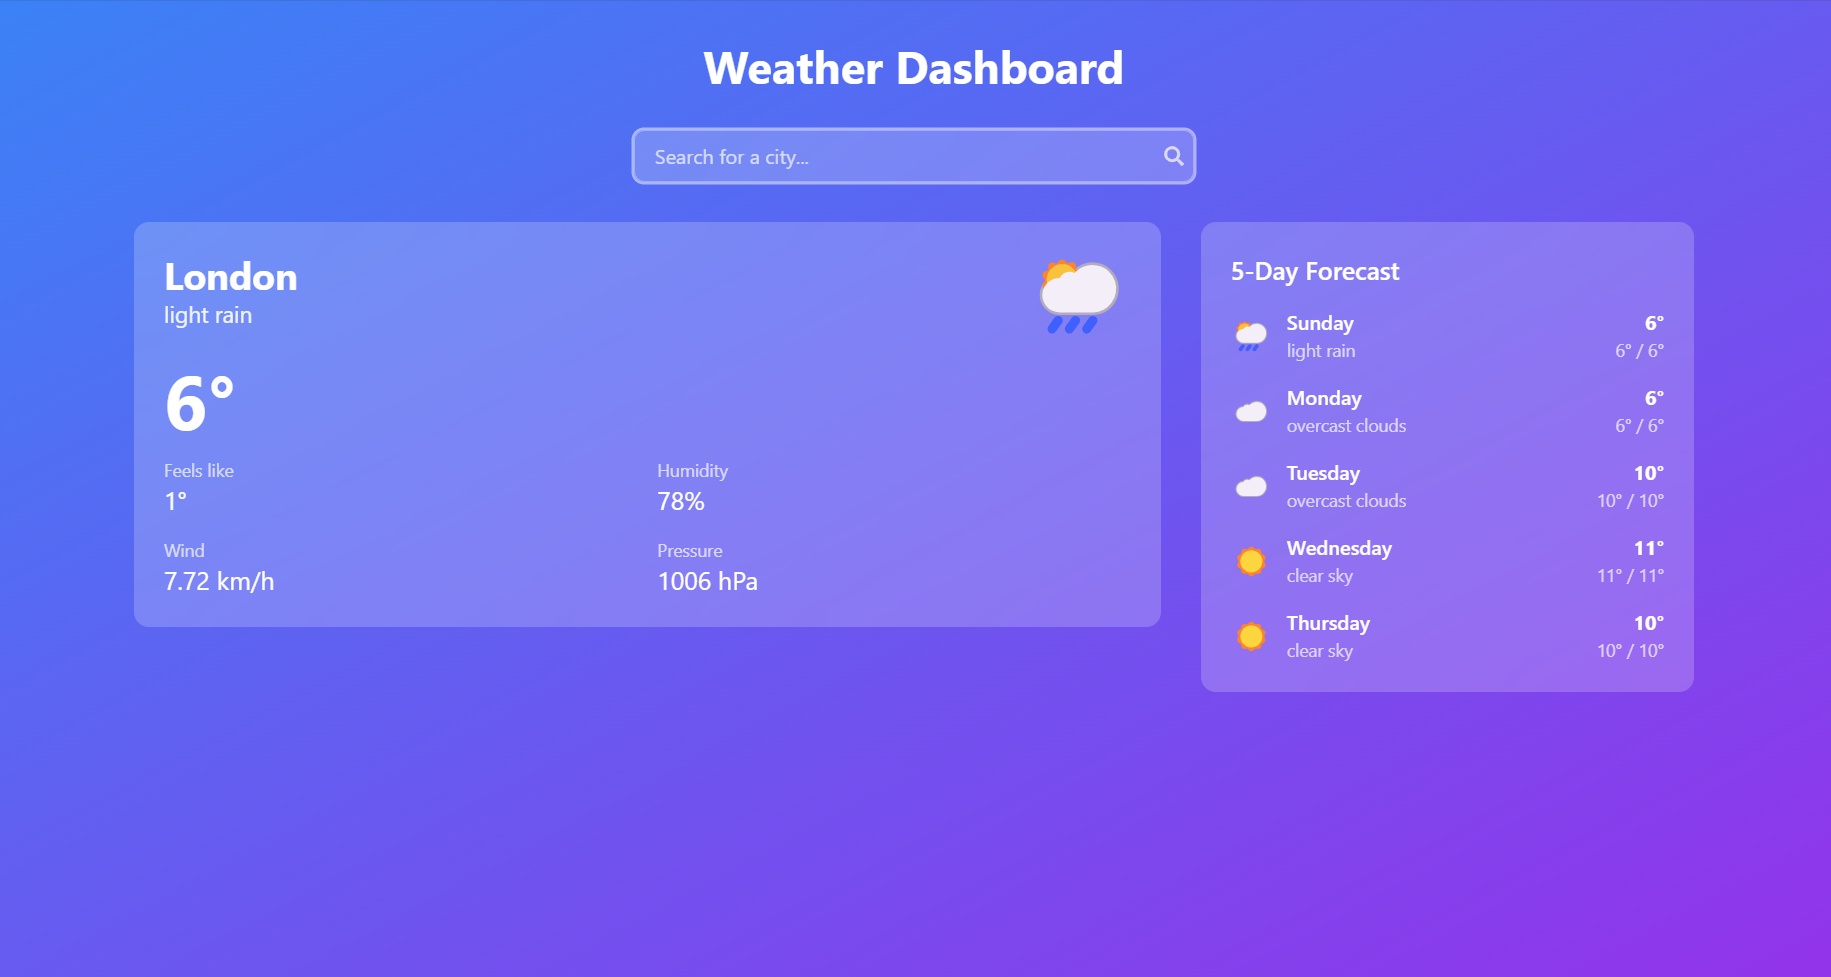 Weather Dashboard
Search for a city...
London
light rain
6°
Feels like
1°
Humidity
78%
Wind
7.72 km/h
Pressure
1006 hPa
5-Day Forecast
Sunday 6°
light rain 6° / 6°
Monday 6°
overcast clouds 6° / 6°
Tuesday 10°
overcast clouds 10° / 10°
Wednesday 11°
clear sky 11° / 11°
Thursday 10°
clear sky 10° / 10°